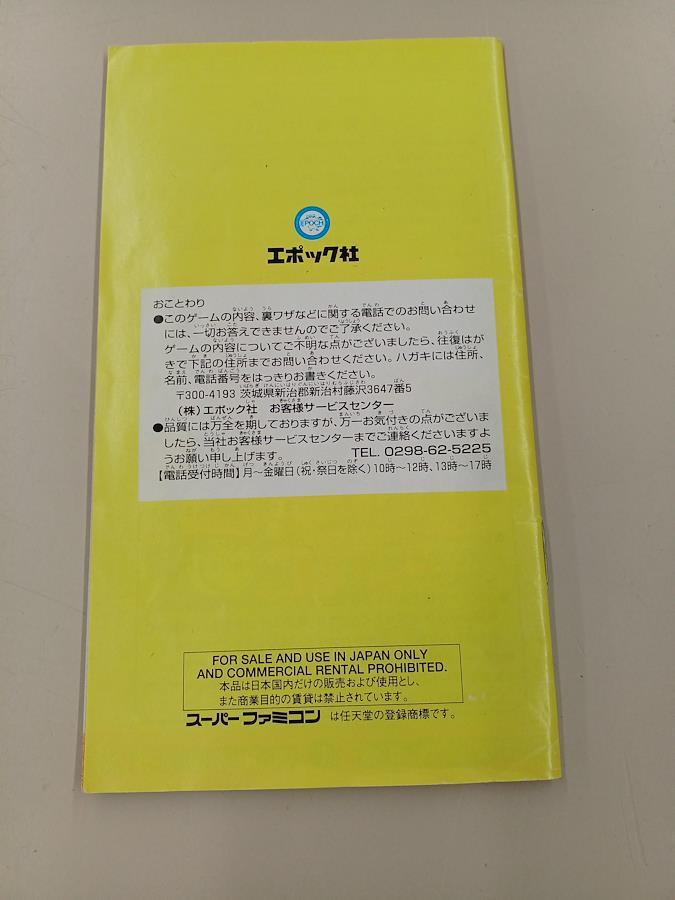 EPOCH
エポック社
おことわり
●このゲームの内容、裏ワザなどに関する電話でのお問い合わせ
には、一切お答えできませんのでご了承ください。
ゲームの内容についてご不明な点がございましたら、往復はが
きで下記の住所までお問い合わせください。ハガキには住所、
名前、電話番号をはっきりお書きください。
〒300-4193 茨城県新治郡新治村藤沢3647番5
(株)エポック社 お客様サービスセンター
●品質には万全を期しておりますが、万一お気付きの点がございま
したら、当社お客様サービスセンターまでご連絡くださいますよ
うお願い申し上げます。 TEL. 0298-62-5225
【電話受付時間】月〜金曜日(祝・祭日を除く)10時〜12時、13時〜17時
FOR SALE AND USE IN JAPAN ONLY
AND COMMERCIAL RENTAL PROHIBITED.
本品は日本国内だけの販売および使用とし、
また商業目的の賃貸は禁止されています。
スーパーファミコン は任天堂の登録商標です。